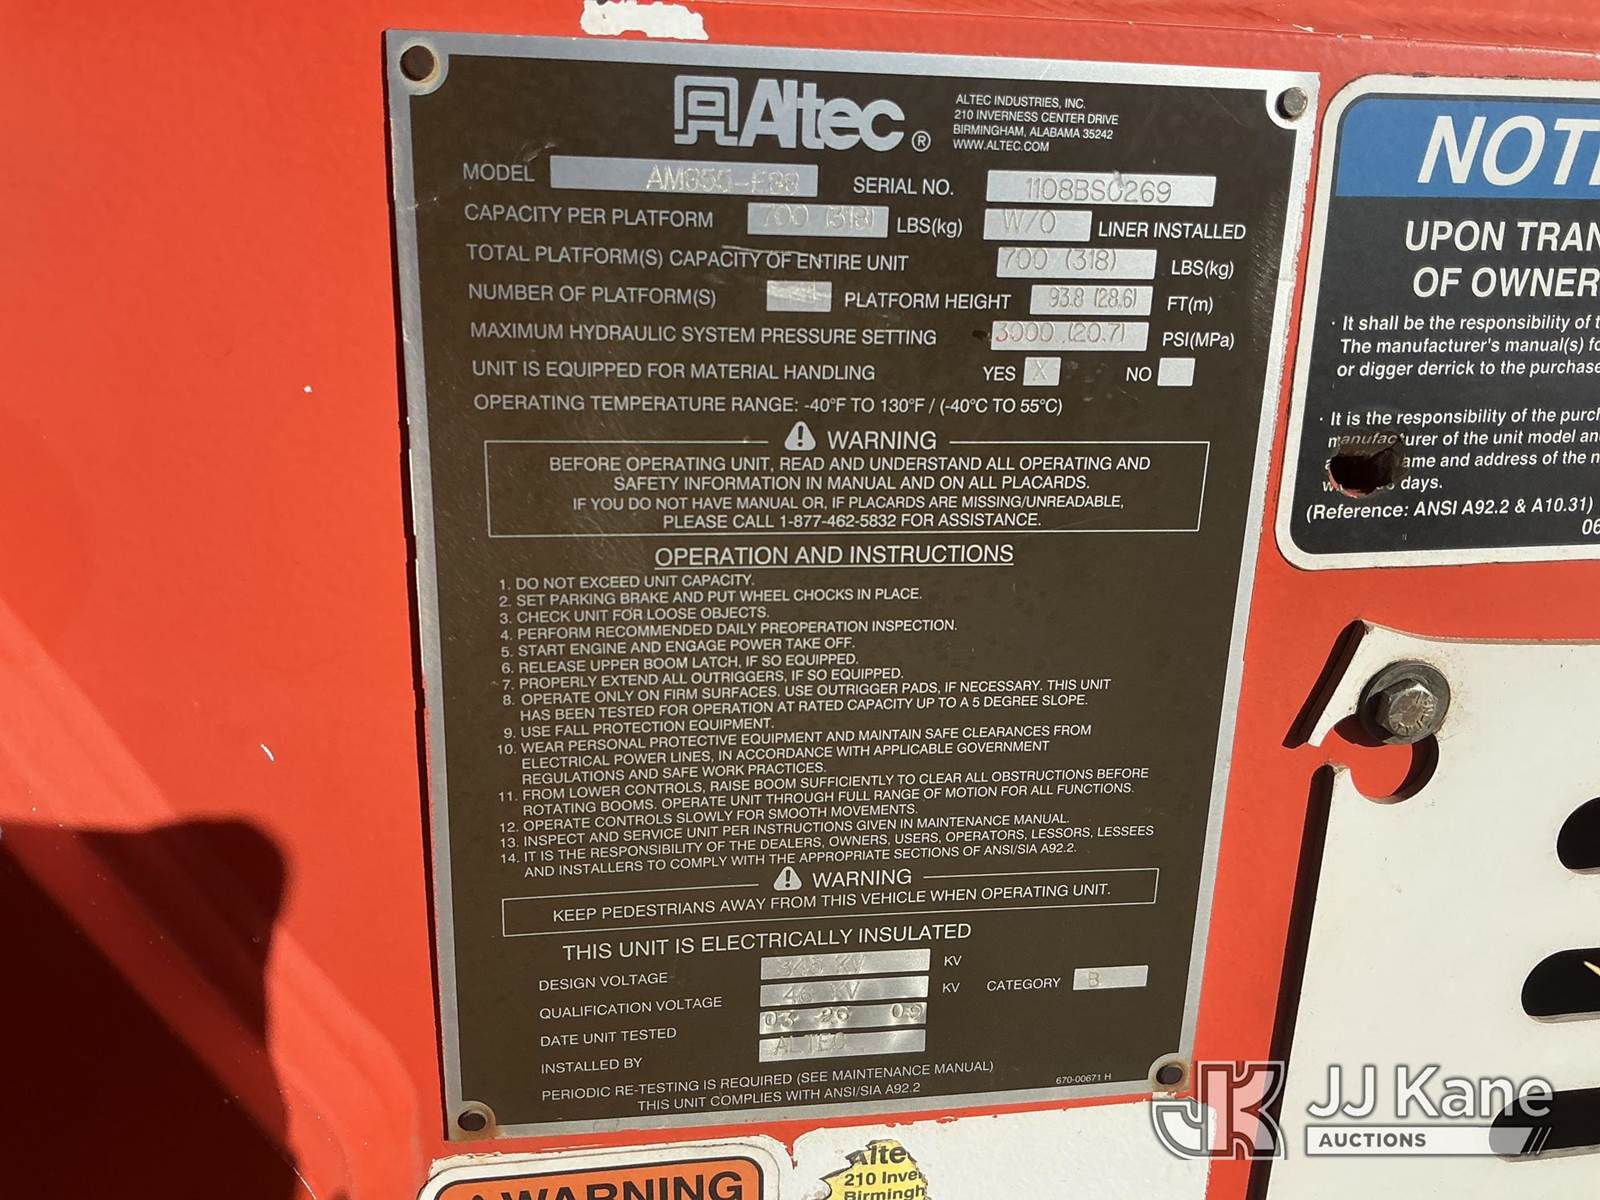 Altec ®
ALTEC INDUSTRIES, INC.
210 INVERNESS CENTER DRIVE
BIRMINGHAM, ALABAMA 35242
WWW.ALTEC.COM
MODEL SERIAL NO. 1108BSC269
CAPACITY PER PLATFORM 700 (318) LBS(kg) W/O LINER INSTALLED
TOTAL PLATFORM(S) CAPACITY OF ENTIRE UNIT 700 (318) LBS(kg)
NUMBER OF PLATFORM(S) PLATFORM HEIGHT 93.8 (28.6) FT(m)
MAXIMUM HYDRAULIC SYSTEM PRESSURE SETTING 3000 (20.7) PSI(MPa)
UNIT IS EQUIPPED FOR MATERIAL HANDLING YES X NO
OPERATING TEMPERATURE RANGE: -40°F TO 130°F / (-40°C TO 55°C)
WARNING
BEFORE OPERATING UNIT, READ AND UNDERSTAND ALL OPERATING AND
SAFETY INFORMATION IN MANUAL AND ON ALL PLACARDS.
IF YOU DO NOT HAVE MANUAL OR, IF PLACARDS ARE MISSING/UNREADABLE,
PLEASE CALL 1-877-462-5832 FOR ASSISTANCE.
OPERATION AND INSTRUCTIONS
1. DO NOT EXCEED UNIT CAPACITY.
2. SET PARKING BRAKE AND PUT WHEEL CHOCKS IN PLACE.
3. CHECK UNIT FOR LOOSE OBJECTS.
4. PERFORM RECOMMENDED DAILY PREOPERATION INSPECTION.
5. START ENGINE AND ENGAGE POWER TAKE OFF.
6. RELEASE UPPER BOOM LATCH, IF SO EQUIPPED.
7. PROPERLY EXTEND ALL OUTRIGGERS, IF SO EQUIPPED.
8. OPERATE ONLY ON FIRM SURFACES. USE OUTRIGGER PADS, IF NECESSARY. THIS UNIT
HAS BEEN TESTED FOR OPERATION AT RATED CAPACITY UP TO A 5 DEGREE SLOPE.
9. USE FALL PROTECTION EQUIPMENT.
10. WEAR PERSONAL PROTECTIVE EQUIPMENT AND MAINTAIN SAFE CLEARANCES FROM
ELECTRICAL POWER LINES, IN ACCORDANCE WITH APPLICABLE GOVERNMENT
REGULATIONS AND SAFE WORK PRACTICES.
11. FROM LOWER CONTROLS, RAISE BOOM SUFFICIENTLY TO CLEAR ALL OBSTRUCTIONS BEFORE
ROTATING BOOMS. OPERATE UNIT THROUGH FULL RANGE OF MOTION FOR ALL FUNCTIONS.
12. OPERATE CONTROLS SLOWLY FOR SMOOTH MOVEMENTS.
13. INSPECT AND SERVICE UNIT PER INSTRUCTIONS GIVEN IN MAINTENANCE MANUAL.
14. IT IS THE RESPONSIBILITY OF THE DEALERS, OWNERS, USERS, OPERATORS, LESSORS, LESSEES
AND INSTALLERS TO COMPLY WITH THE APPROPRIATE SECTIONS OF ANSI/SIA A92.2.
WARNING
KEEP PEDESTRIANS AWAY FROM THIS VEHICLE WHEN OPERATING UNIT.
THIS UNIT IS ELECTRICALLY INSULATED
DESIGN VOLTAGE KV KV
QUALIFICATION VOLTAGE 46 KV KV CATEGORY B
DATE UNIT TESTED 03 26 09
INSTALLED BY ALTEC
PERIODIC RE-TESTING IS REQUIRED (SEE MAINTENANCE MANUAL)
THIS UNIT COMPLIES WITH ANSI/SIA A92.2
670-00671 H
NOTI
UPON TRAN
OF OWNER
· It shall be the responsibility of t
The manufacturer's manual(s) fo
or digger derrick to the purchase
· It is the responsibility of the purch
manufacturer of the unit model an
ame and address of the n
days.
(Reference: ANSI A92.2 & A10.31)
06
WARNING
Alte
210 Inver
Birmingh
JK JJ Kane
AUCTIONS